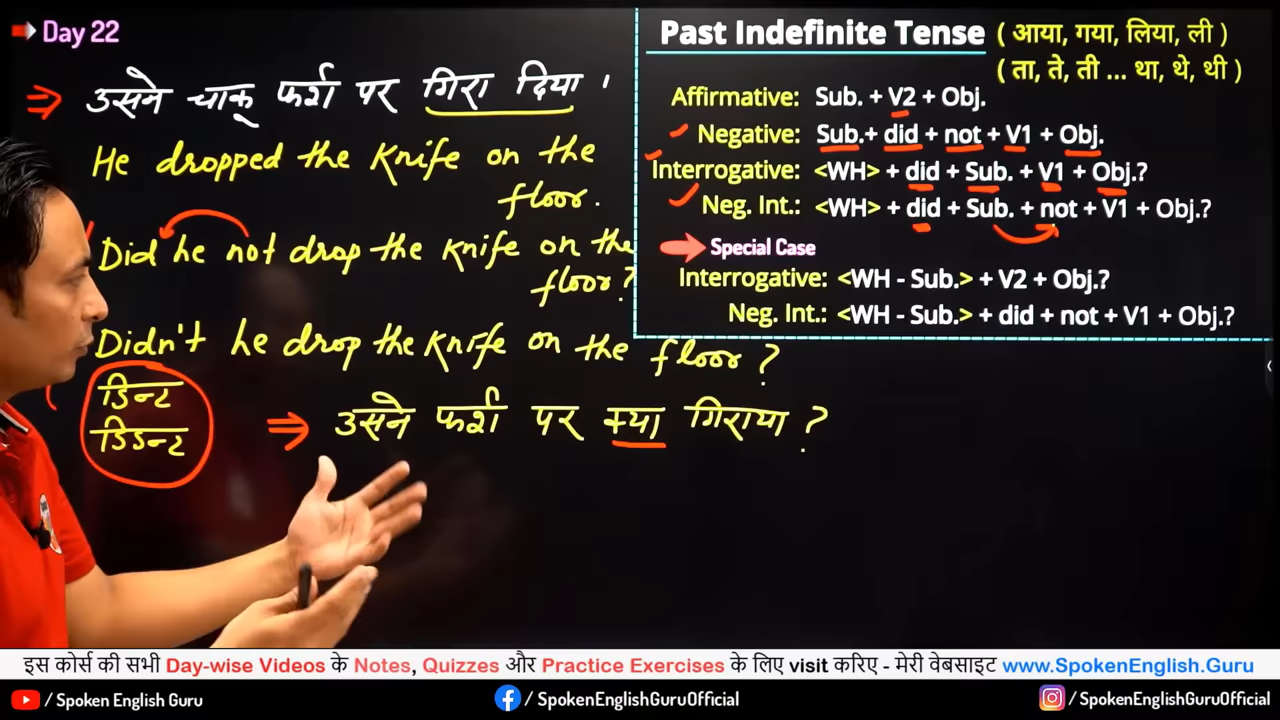 Day 22
उसने चाकू फर्श पर गिरा दिया ।
He dropped the knife on the
floor.
Did he not drop the knife on the
floor?
Didn't he drop the knife on the floor?
डिन्ट
डिडन्ट
⇒ उसने फर्श पर क्या गिराया ?
Past Indefinite Tense ( आया, गया, लिया, ली )
( ता, ते, ती ... था, थे, थी )
Affirmative: Sub. + V2 + Obj.
Negative: Sub.+ did + not + V1 + Obj.
Interrogative: <WH> + did + Sub. + V1 + Obj.?
Neg. Int.: <WH> + did + Sub. + not + V1 + Obj.?
Special Case
Interrogative: <WH - Sub.> + V2 + Obj.?
Neg. Int.: <WH - Sub.> + did + not + V1 + Obj.?
इस कोर्स की सभी Day-wise Videos के Notes, Quizzes और Practice Exercises के लिए visit करिए - मेरी वेबसाइट www.SpokenEnglish.Guru
/ Spoken English Guru
/ SpokenEnglishGuruOfficial
/ SpokenEnglishGuruOfficial